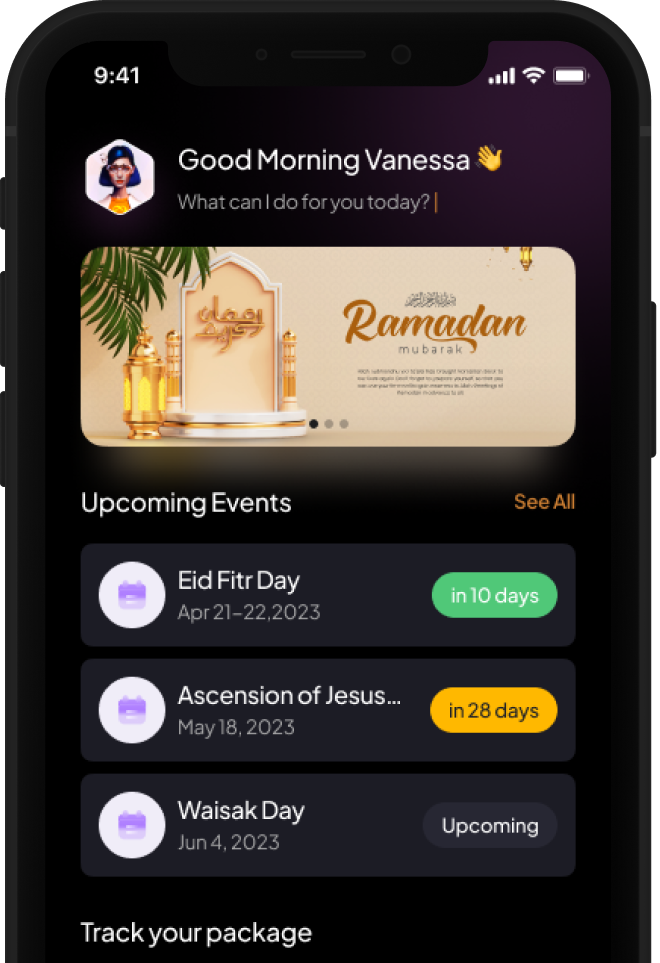 9:41
Good Morning Vanessa 👋
What can I do for you today?
Ramadan
mubarak
Upcoming Events
See All
Eid Fitr Day
Apr 21-22,2023
in 10 days
Ascension of Jesus...
May 18, 2023
in 28 days
Waisak Day
Jun 4, 2023
Upcoming
Track your package